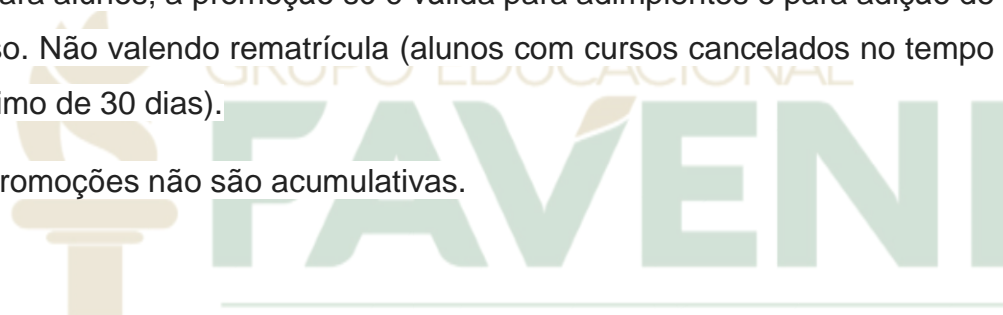 ara alunos, a promoção só é válida para adimplentes e para adição de
so. Não valendo rematrícula (alunos com cursos cancelados no tempo
imo de 30 dias).
romoções não são acumulativas.
GRUPO EDUCACIONAL
FAVENI